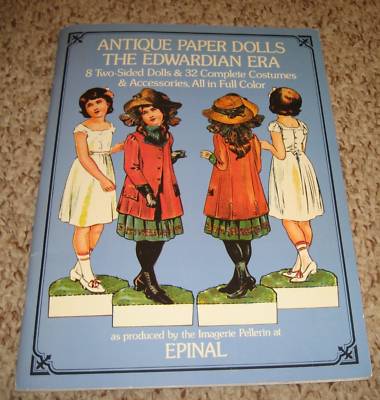 ANTIQUE PAPER DOLLS
THE EDWARDIAN ERA
8 Two-Sided Dolls & 32 Complete Costumes
& Accessories, All in Full Color
as produced by the Imagerie Pellerin at
EPINAL